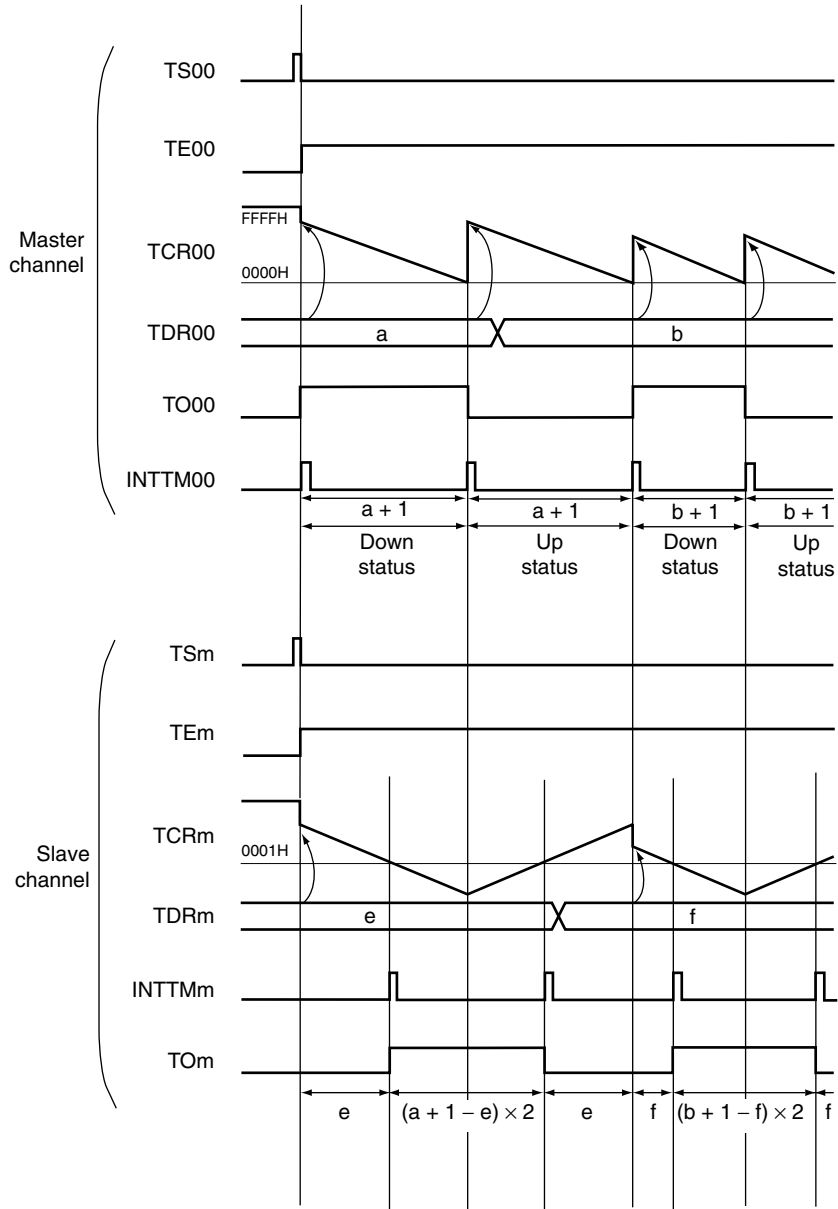 TS00
TE00
FFFFH
Master
channel
TCR00
0000H
TDR00
a
b
TO00
INTTM00
a + 1
a + 1
b + 1
b + 1
Down
status
Up
status
Down
status
Up
status
TSm
TEm
TCRm
0001H
Slave
channel
TDRm
e
f
INTTMm
TOm
e
(a + 1 – e) × 2
e
f
(b + 1 – f) × 2
f